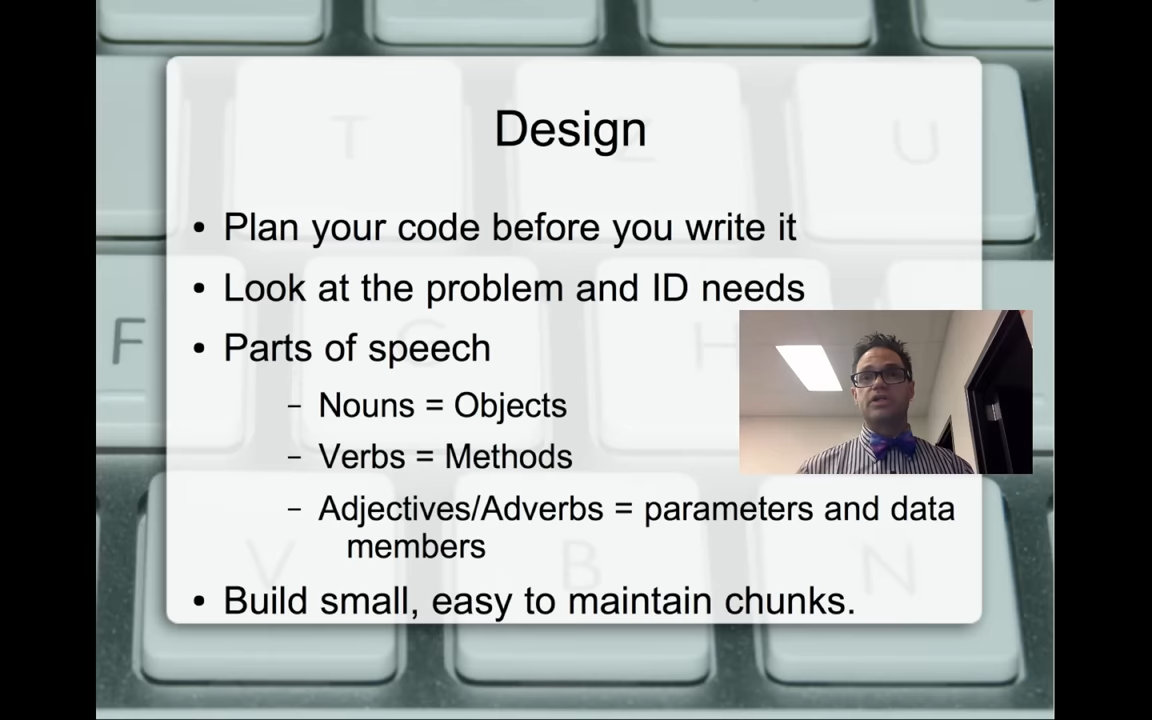 Design
• Plan your code before you write it
• Look at the problem and ID needs
• Parts of speech
– Nouns = Objects
– Verbs = Methods
– Adjectives/Adverbs = parameters and data
members
• Build small, easy to maintain chunks.
T
Z
U
F
G
H
V
B
N